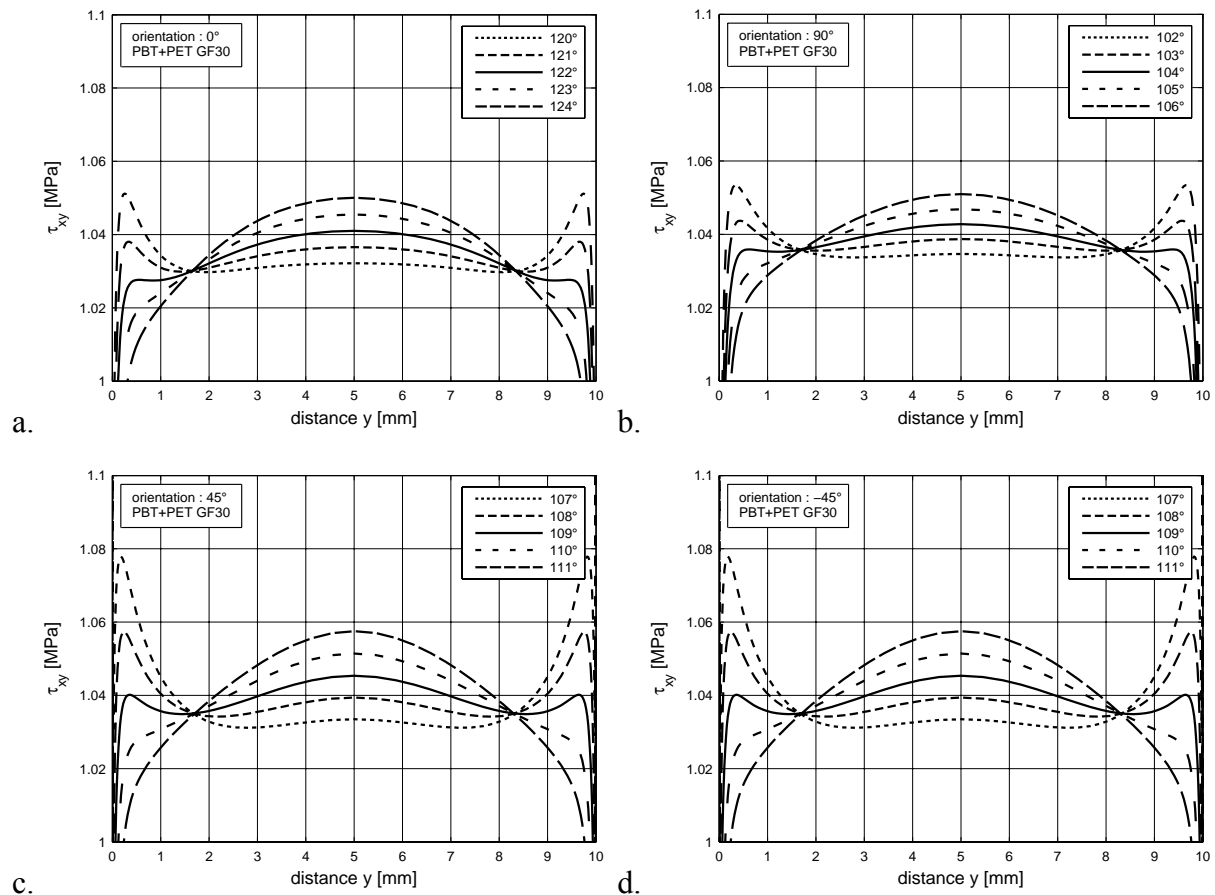 orientation : 0°
PBT+PET GF30
120°
121°
122°
123°
124°
1.1
1.08
1.06
1.04
1.02
1
τxy [MPa]
0 1 2 3 4 5 6 7 8 9 10
distance y [mm]
a.
orientation : 90°
PBT+PET GF30
102°
103°
104°
105°
106°
1.1
1.08
1.06
1.04
1.02
1
τxy [MPa]
0 1 2 3 4 5 6 7 8 9 10
distance y [mm]
b.
orientation : 45°
PBT+PET GF30
107°
108°
109°
110°
111°
1.1
1.08
1.06
1.04
1.02
1
τxy [MPa]
0 1 2 3 4 5 6 7 8 9 10
distance y [mm]
c.
orientation : −45°
PBT+PET GF30
107°
108°
109°
110°
111°
1.1
1.08
1.06
1.04
1.02
1
τxy [MPa]
0 1 2 3 4 5 6 7 8 9 10
distance y [mm]
d.